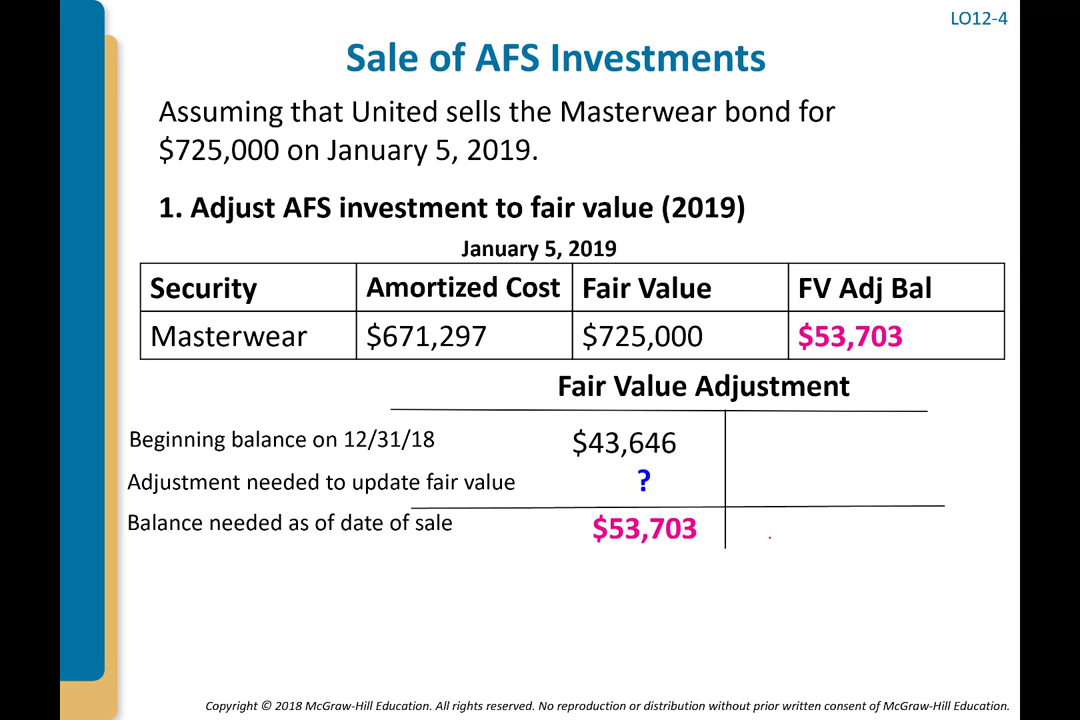 LO12-4
Sale of AFS Investments
Assuming that United sells the Masterwear bond for
$725,000 on January 5, 2019.
1. Adjust AFS investment to fair value (2019)
January 5, 2019
Security Amortized Cost Fair Value FV Adj Bal
Masterwear $671,297 $725,000 $53,703
Fair Value Adjustment
Beginning balance on 12/31/18 $43,646
Adjustment needed to update fair value ?
Balance needed as of date of sale $53,703
Copyright © 2018 McGraw-Hill Education. All rights reserved. No reproduction or distribution without prior written consent of McGraw-Hill Education.